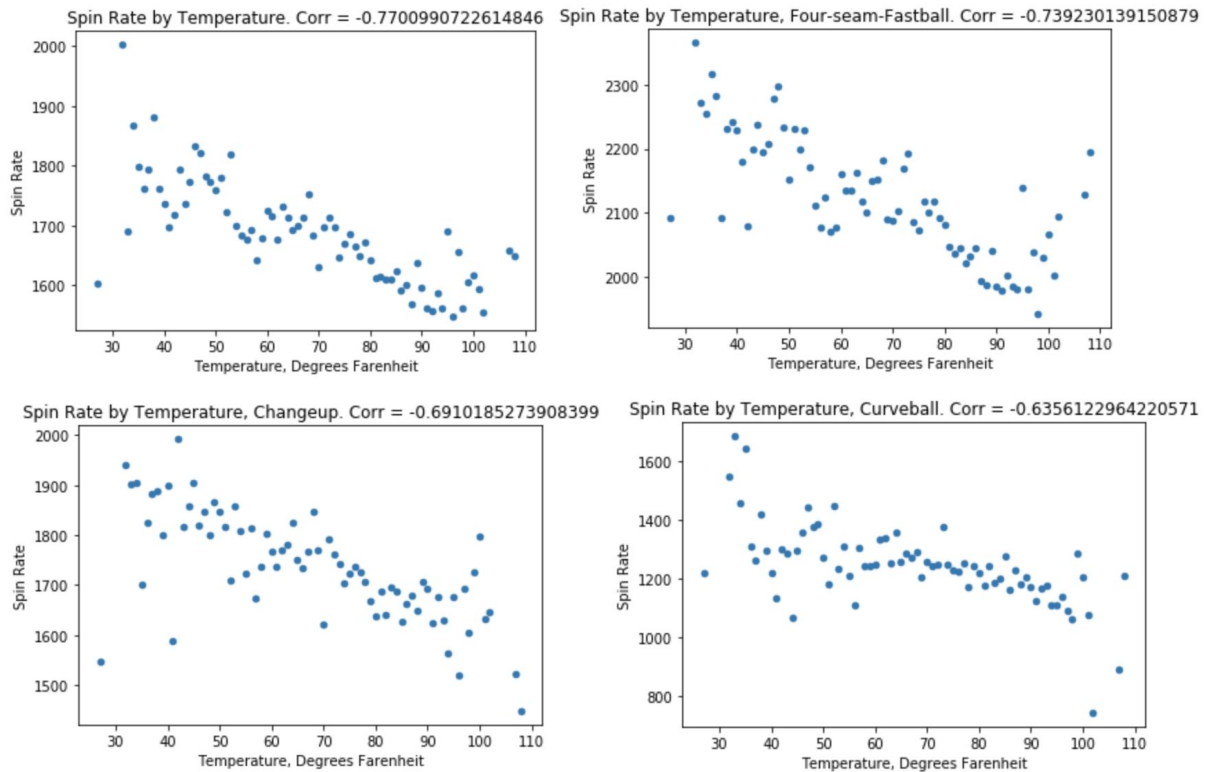 Spin Rate by Temperature. Corr = -0.7700990722614846
2000
1900
1800
1700
1600
Spin Rate
30 40 50 60 70 80 90 100 110
Temperature, Degrees Farenheit
Spin Rate by Temperature, Four-seam-Fastball. Corr = -0.739230139150879
2300
2200
2100
2000
Spin Rate
30 40 50 60 70 80 90 100 110
Temperature, Degrees Farenheit
Spin Rate by Temperature, Changeup. Corr = -0.6910185273908399
2000
1900
1800
1700
1600
1500
Spin Rate
30 40 50 60 70 80 90 100 110
Temperature, Degrees Farenheit
Spin Rate by Temperature, Curveball. Corr = -0.6356122964220571
1600
1400
1200
1000
800
Spin Rate
30 40 50 60 70 80 90 100 110
Temperature, Degrees Farenheit